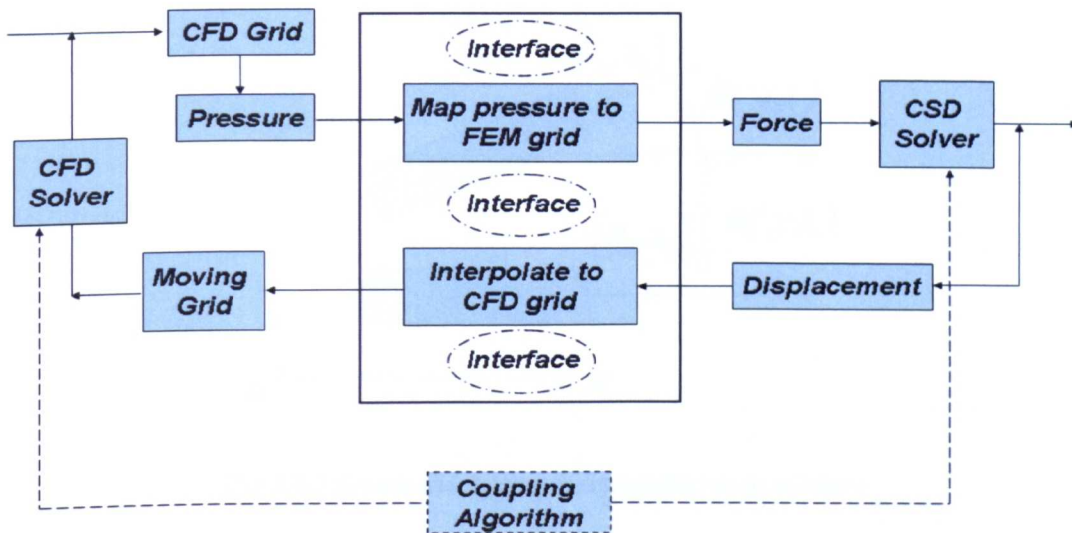 CFD Grid
Interface
Pressure
Map pressure to
FEM grid
Force
CSD
Solver
CFD
Solver
Interface
Moving
Grid
Interpolate to
CFD grid
Displacement
Interface
Coupling
Algorithm